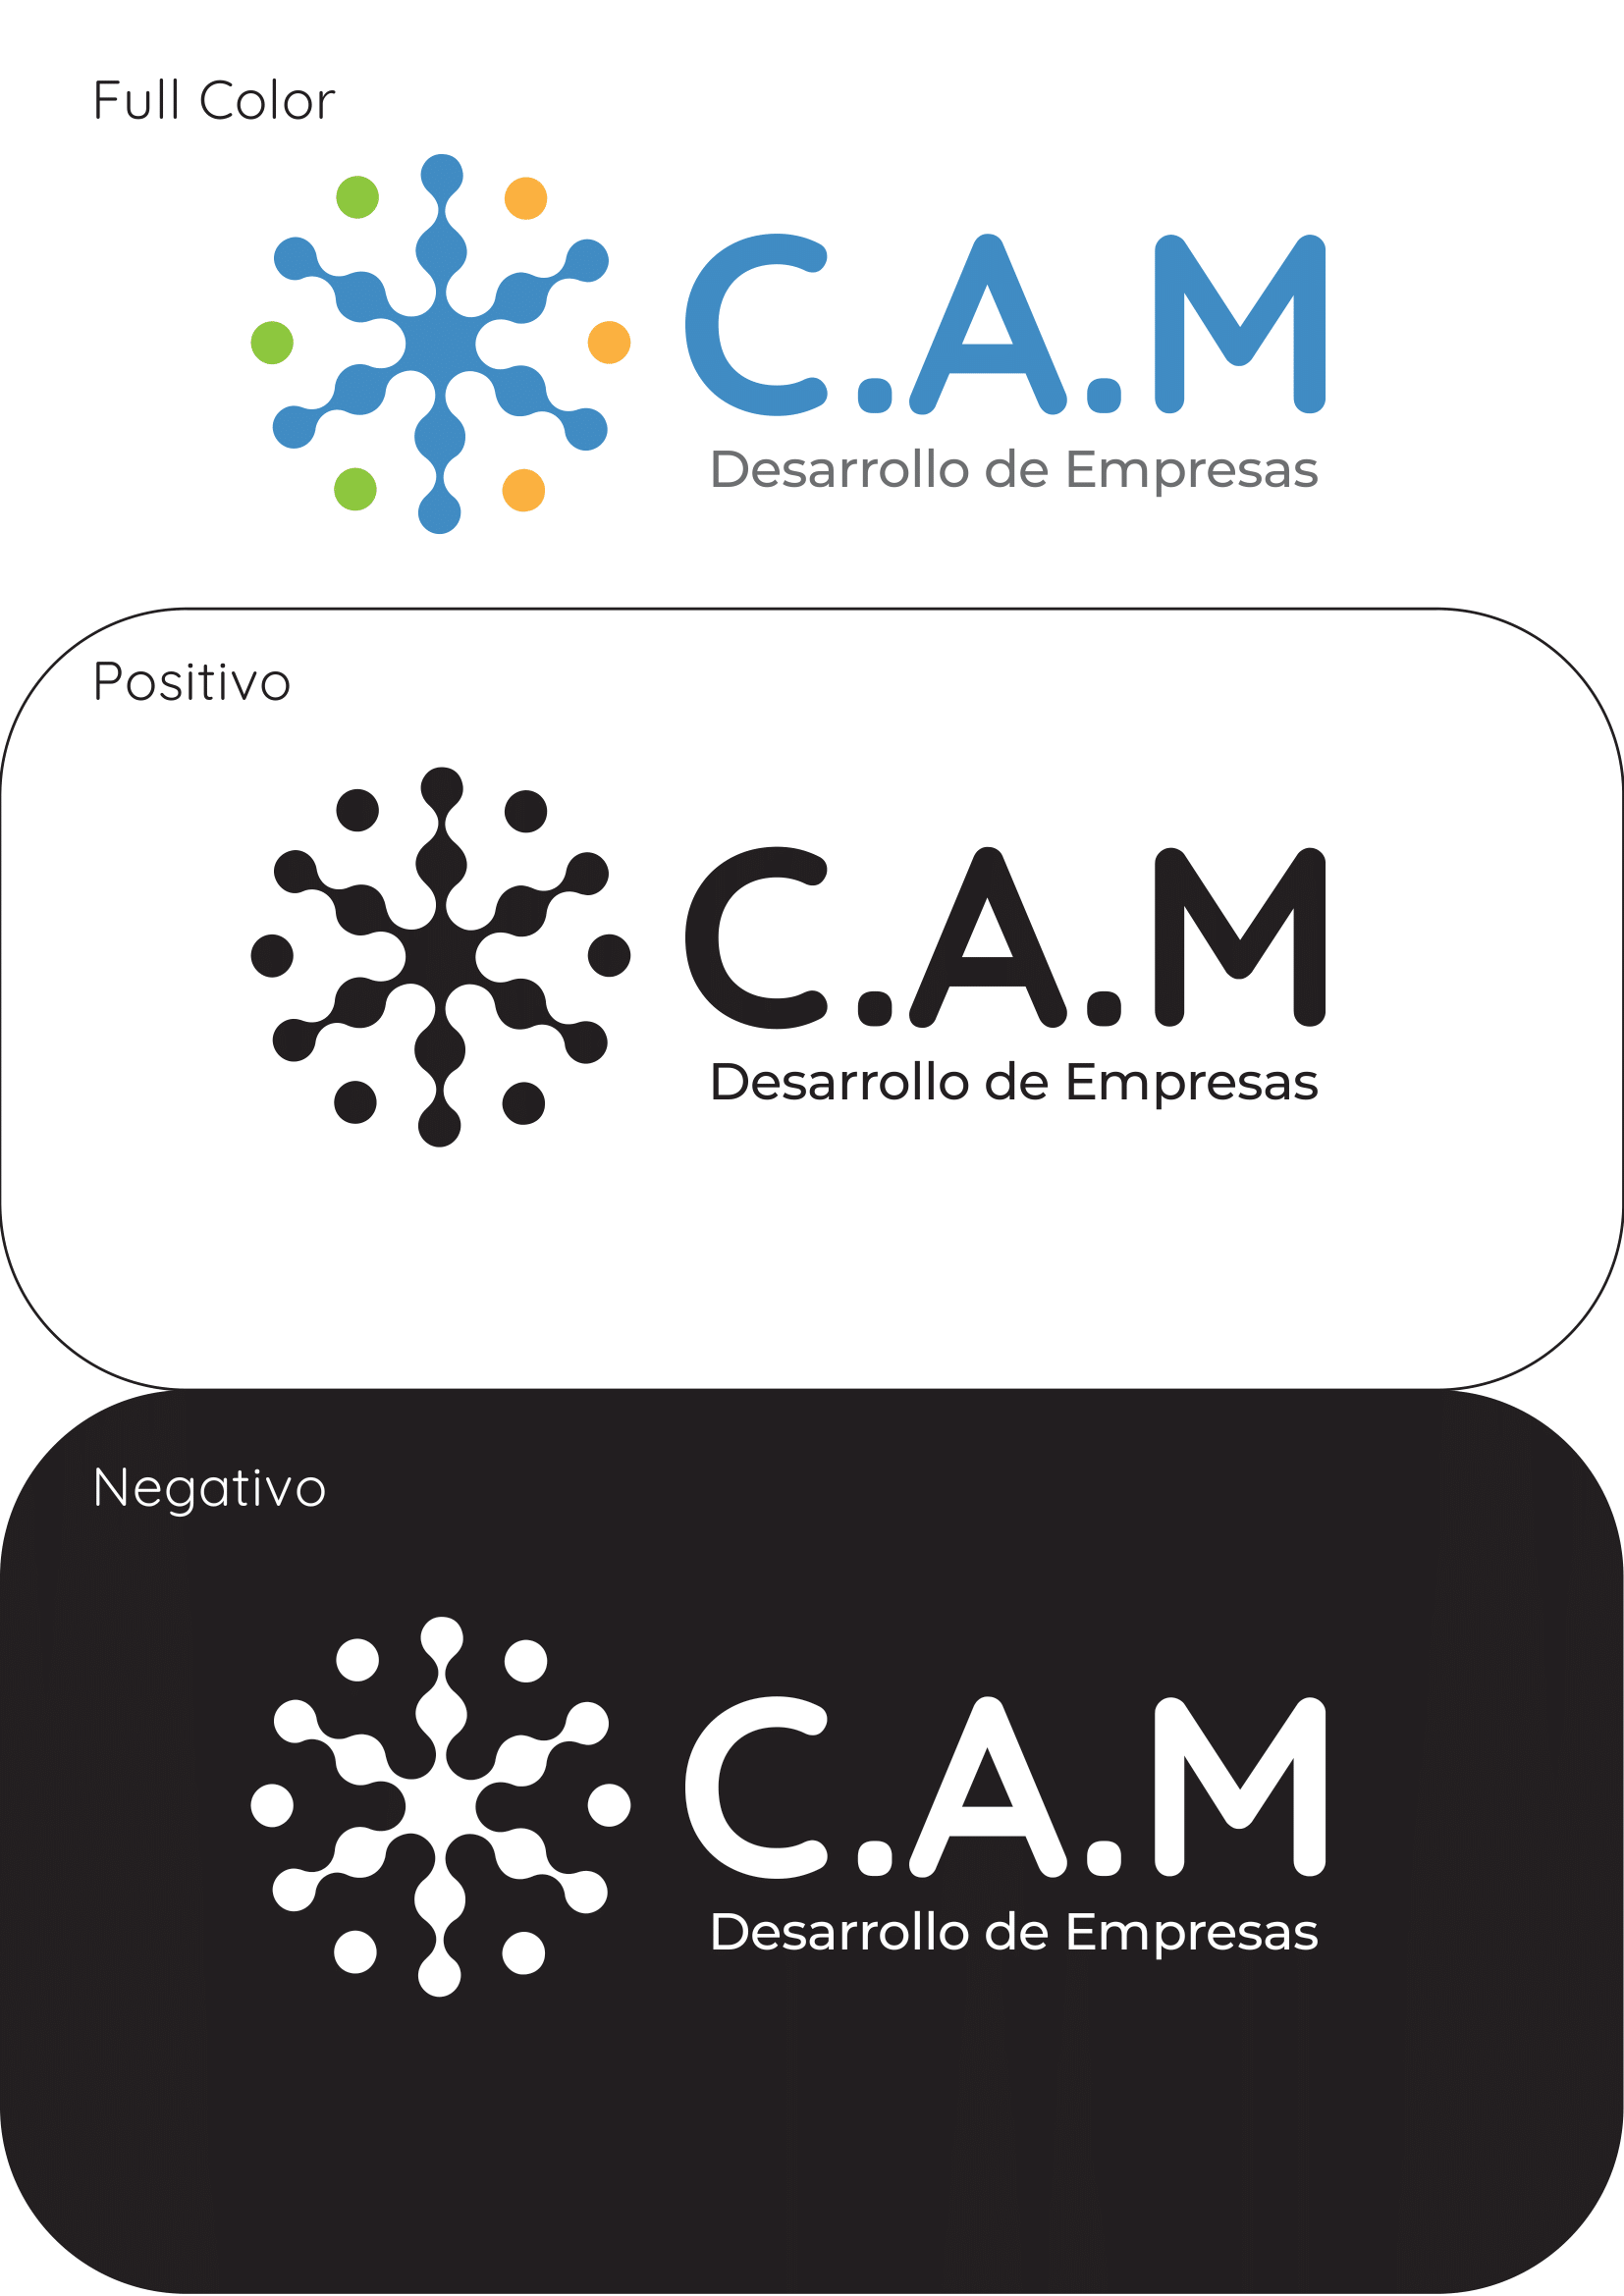 Full Color
C.A.M
Desarrollo de Empresas
Positivo
C.A.M
Desarrollo de Empresas
Negativo
C.A.M
Desarrollo de Empresas